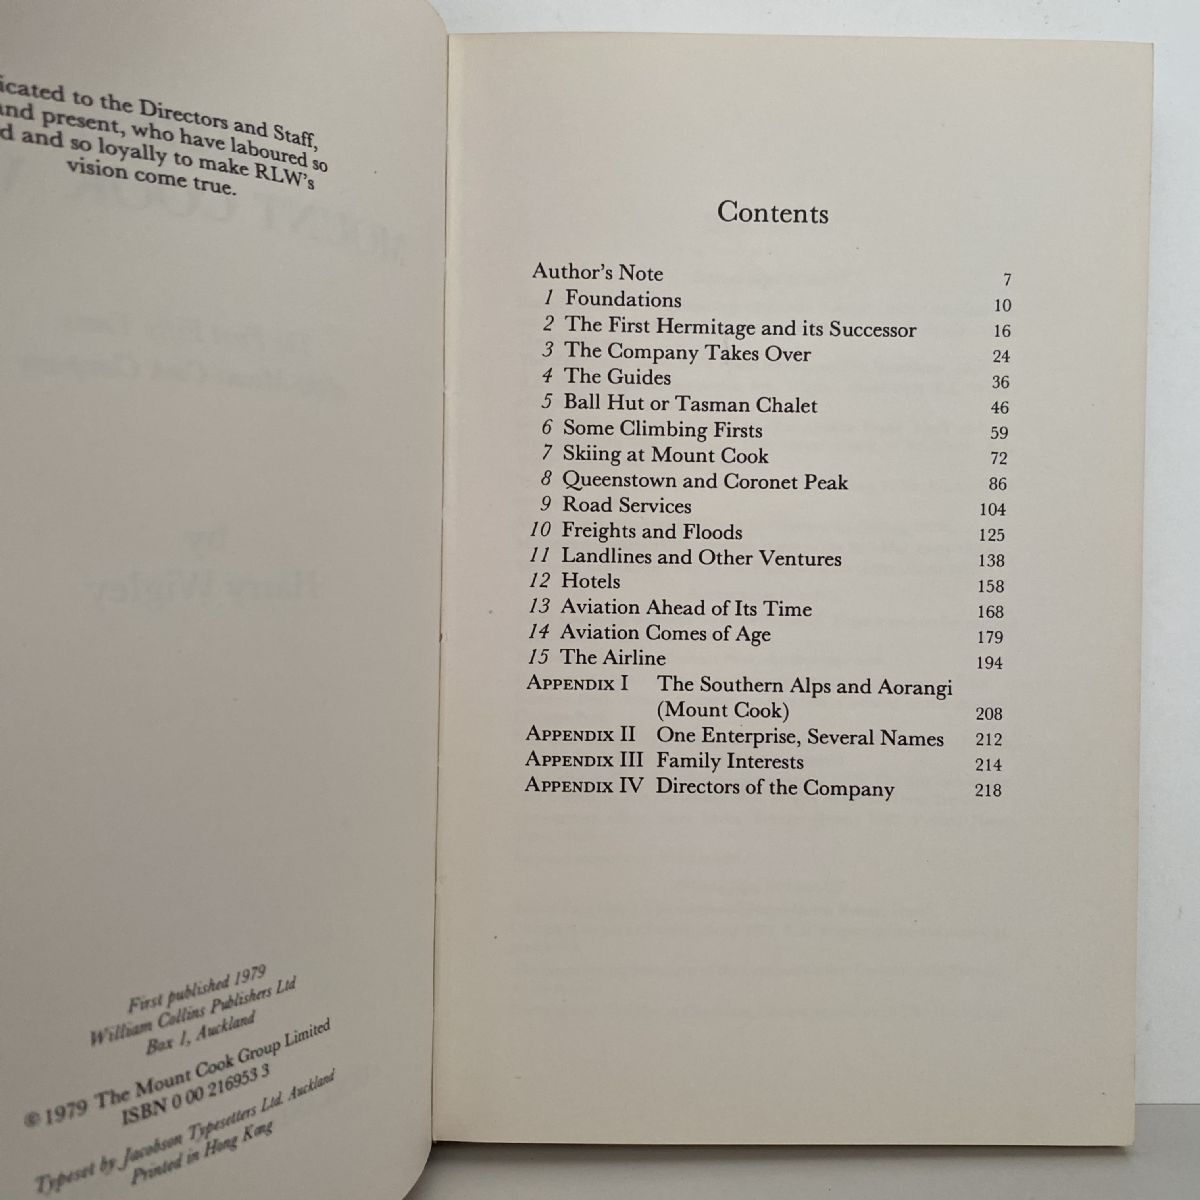 icated to the Directors and Staff,
and present, who have laboured so
d and so loyally to make RLW's
vision come true.
First published 1979
William Collins Publishers Ltd
Box 1, Auckland
© 1979 The Mount Cook Group Limited
ISBN 0 00 216953 3
Typeset by Jacobson Typesetters Ltd. Auckland
Printed in Hong Kong
Contents
Author's Note 7
1 Foundations 10
2 The First Hermitage and its Successor 16
3 The Company Takes Over 24
4 The Guides 36
5 Ball Hut or Tasman Chalet 46
6 Some Climbing Firsts 59
7 Skiing at Mount Cook 72
8 Queenstown and Coronet Peak 86
9 Road Services 104
10 Freights and Floods 125
11 Landlines and Other Ventures 138
12 Hotels 158
13 Aviation Ahead of Its Time 168
14 Aviation Comes of Age 179
15 The Airline 194
APPENDIX I The Southern Alps and Aorangi
(Mount Cook) 208
APPENDIX II One Enterprise, Several Names 212
APPENDIX III Family Interests 214
APPENDIX IV Directors of the Company 218